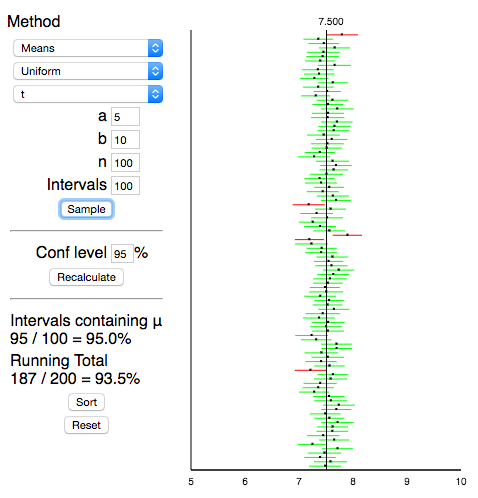 Method
Means
Uniform
t
a 5
b 10
n 100
Intervals 100
Sample
Conf level 95 %
Recalculate
Intervals containing μ
95 / 100 = 95.0%
Running Total
187 / 200 = 93.5%
Sort
Reset
7.500
5 6 7 8 9 10